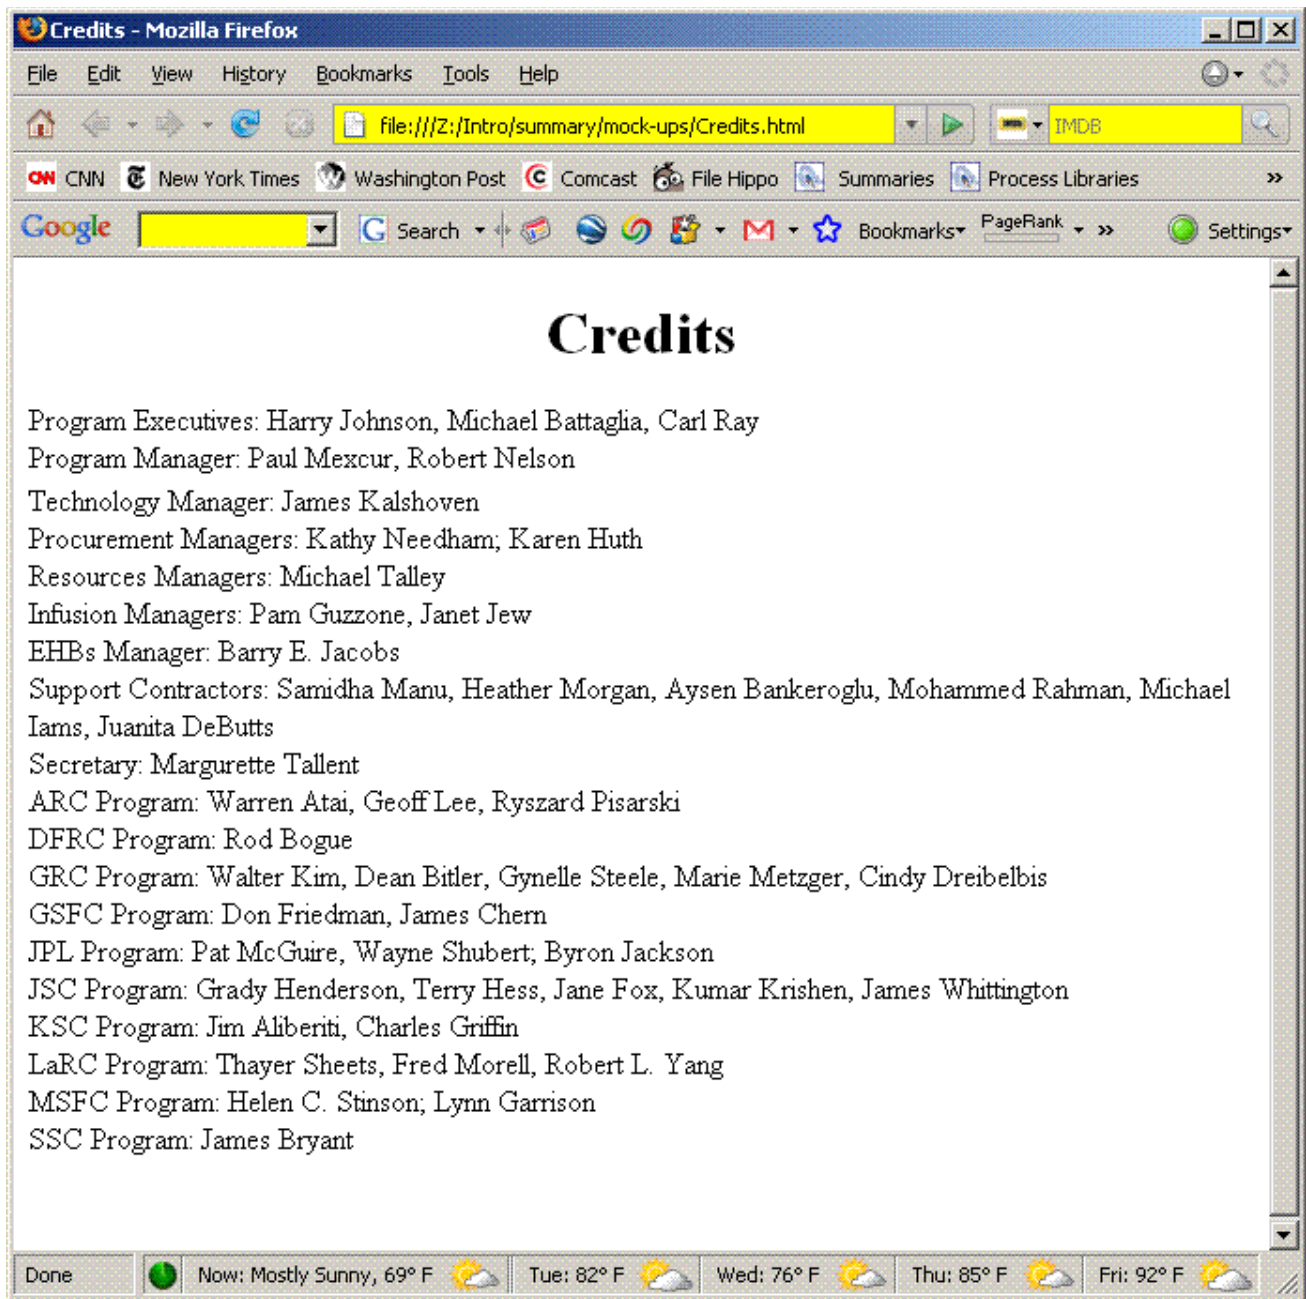 Credits - Mozilla Firefox
File Edit View History Bookmarks Tools Help
file:///Z:/Intro/summary/mock-ups/Credits.html IMDB
CNN CNN New York Times Washington Post Comcast File Hippo Summaries Process Libraries »
Google G Search Bookmarks PageRank » Settings
Credits
Program Executives: Harry Johnson, Michael Battaglia, Carl Ray
Program Manager: Paul Mexcur, Robert Nelson
Technology Manager: James Kalshoven
Procurement Managers: Kathy Needham; Karen Huth
Resources Managers: Michael Talley
Infusion Managers: Pam Guzzone, Janet Jew
EHBs Manager: Barry E. Jacobs
Support Contractors: Samidha Manu, Heather Morgan, Aysen Bankeroglu, Mohammed Rahman, Michael
Iams, Juanita DeButts
Secretary: Margurette Tallent
ARC Program: Warren Atai, Geoff Lee, Ryszard Pisarski
DFRC Program: Rod Bogue
GRC Program: Walter Kim, Dean Bitler, Gynelle Steele, Marie Metzger, Cindy Dreibelbis
GSFC Program: Don Friedman, James Chern
JPL Program: Pat McGuire, Wayne Shubert; Byron Jackson
JSC Program: Grady Henderson, Terry Hess, Jane Fox, Kumar Krishen, James Whittington
KSC Program: Jim Aliberiti, Charles Griffin
LaRC Program: Thayer Sheets, Fred Morell, Robert L. Yang
MSFC Program: Helen C. Stinson; Lynn Garrison
SSC Program: James Bryant
Done Now: Mostly Sunny, 69° F Tue: 82° F Wed: 76° F Thu: 85° F Fri: 92° F